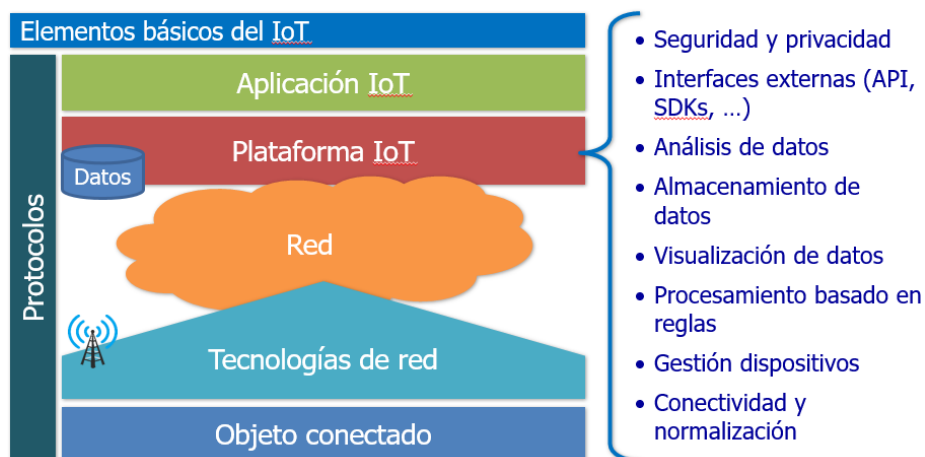 Elementos básicos del IoT
Aplicación IoT
Plataforma IoT
Datos
Red
Tecnologías de red
Objeto conectado
Protocolos
• Seguridad y privacidad
• Interfaces externas (API,
SDKs, ...)
• Análisis de datos
• Almacenamiento de
datos
• Visualización de datos
• Procesamiento basado en
reglas
• Gestión dispositivos
• Conectividad y
normalización